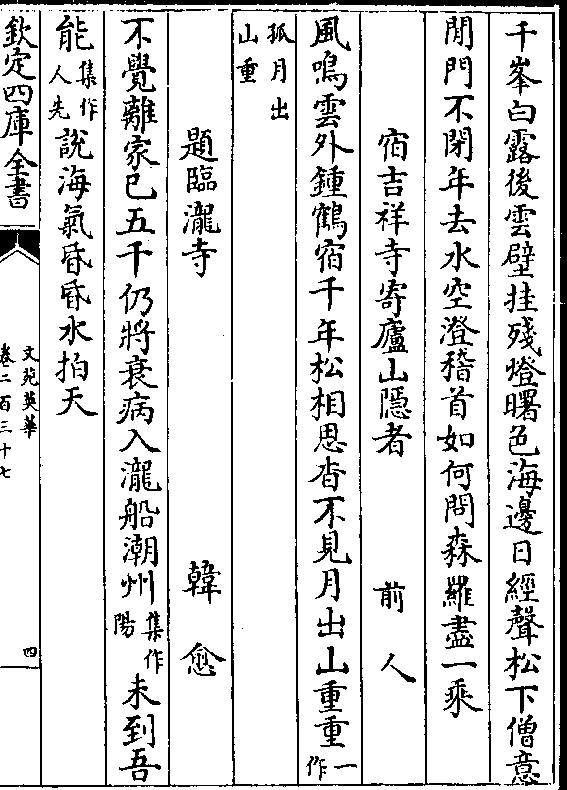 千峯白露後雲壁挂殘燈曙色海邊日經聲松下僧意
閒門不閉年去水空澄稽首如何問森羅盡一乘
宿吉祥寺寄廬山隱者 前人
風鳴雲外鍾鶴宿千年松相思杳不見月出山重重一作
孤月出山重
題臨瀧寺 韓愈
不覺離家已五千仍將衰病入瀧船潮州集作陽未到吾
能集作人先說海氣昏昏水拍天
欽定四庫全書
文苑英華
卷二百三十七
四